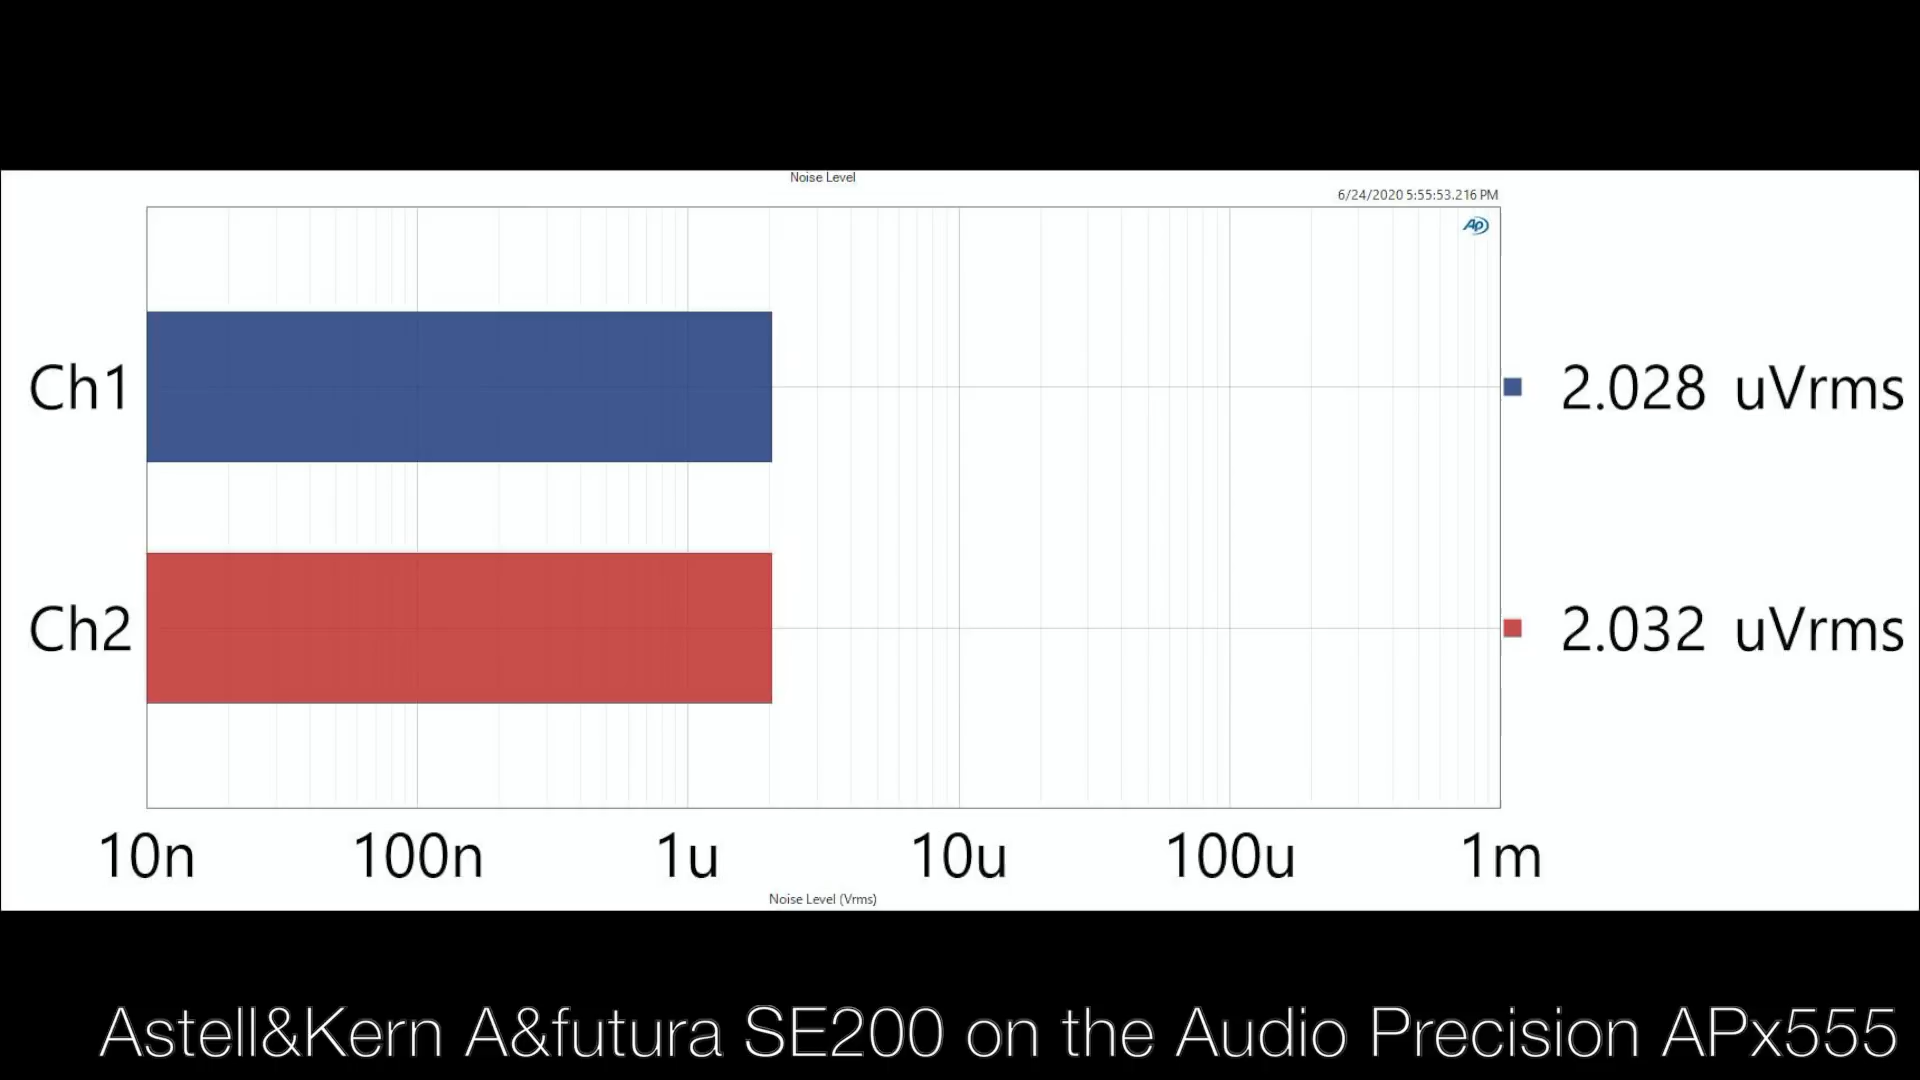 Noise Level
6/24/2020 5:55:53.216 PM
AP
Ch1
2.028 uVrms
Ch2
2.032 uVrms
10n 100n 1u 10u 100u 1m
Noise Level (Vrms)
Astell&Kern A&futura SE200 on the Audio Precision APx555